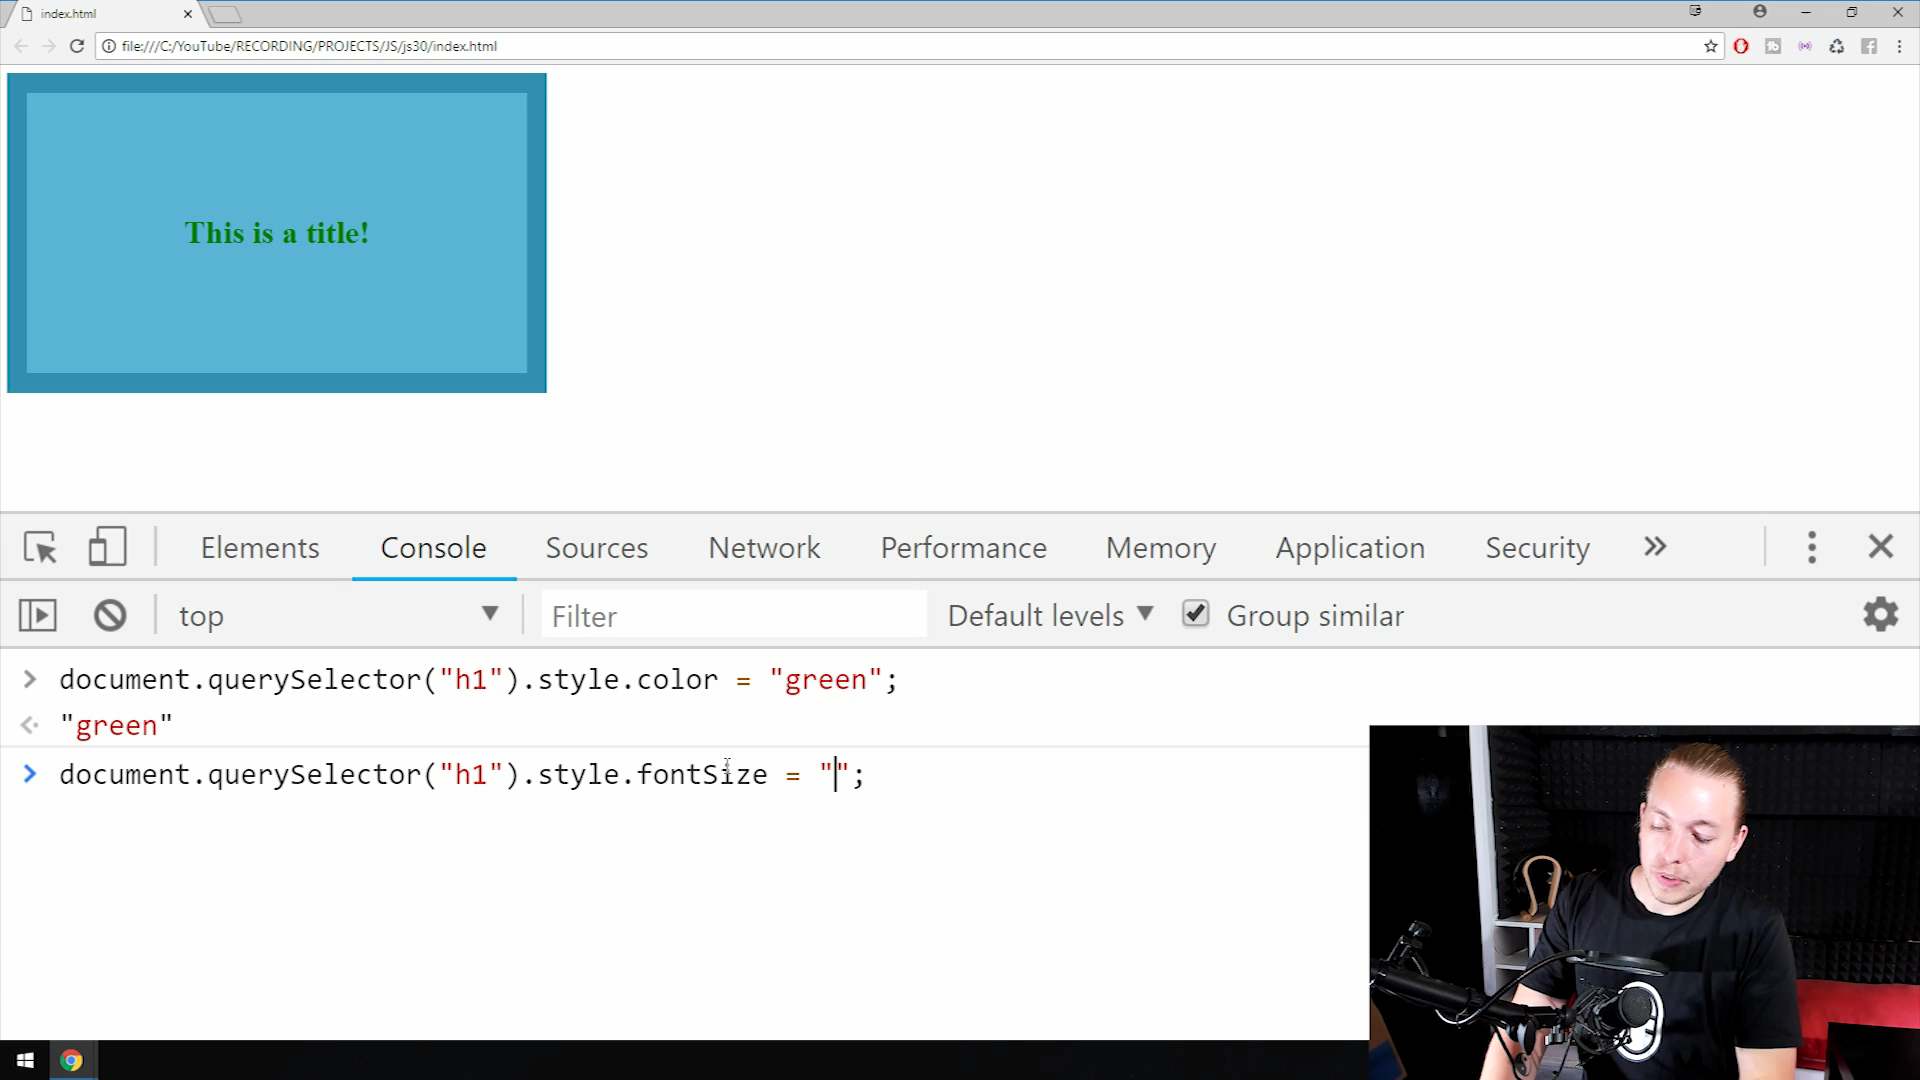 index.html
file:///C:/YouTube/RECORDING/PROJECTS/JS/js30/index.html
This is a title!
Elements Console Sources Network Performance Memory Application Security
top Filter Default levels Group similar
document.querySelector("h1").style.color = "green";
"green"
document.querySelector("h1").style.fontSize = "";